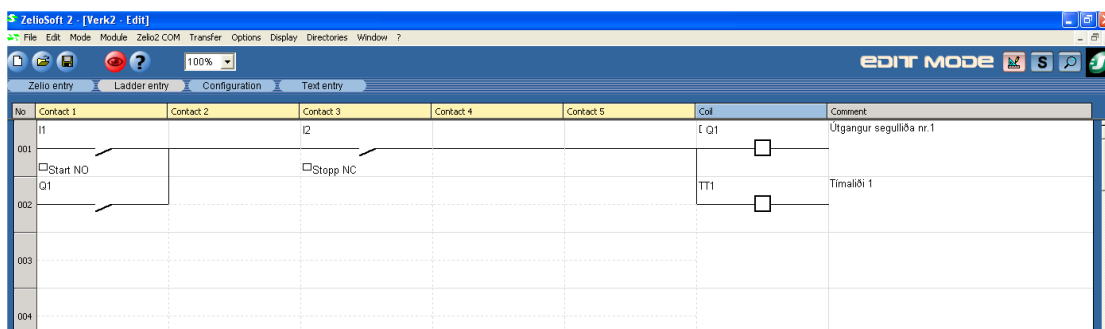 ZelioSoft 2 - [Verk2 - Edit]
File Edit Mode Module Zelio2 COM Transfer Options Display Directories Window ?
100% EDIT MODE S
Zelio entry Ladder entry Configuration Text entry
No Contact 1 Contact 2 Contact 3 Contact 4 Contact 5 Coil Comment
I1 I2 [ Q1 Útgangur segulliða nr.1
001
Start NO Stopp NC
Q1 TT1 Tímaliði 1
002
003
004